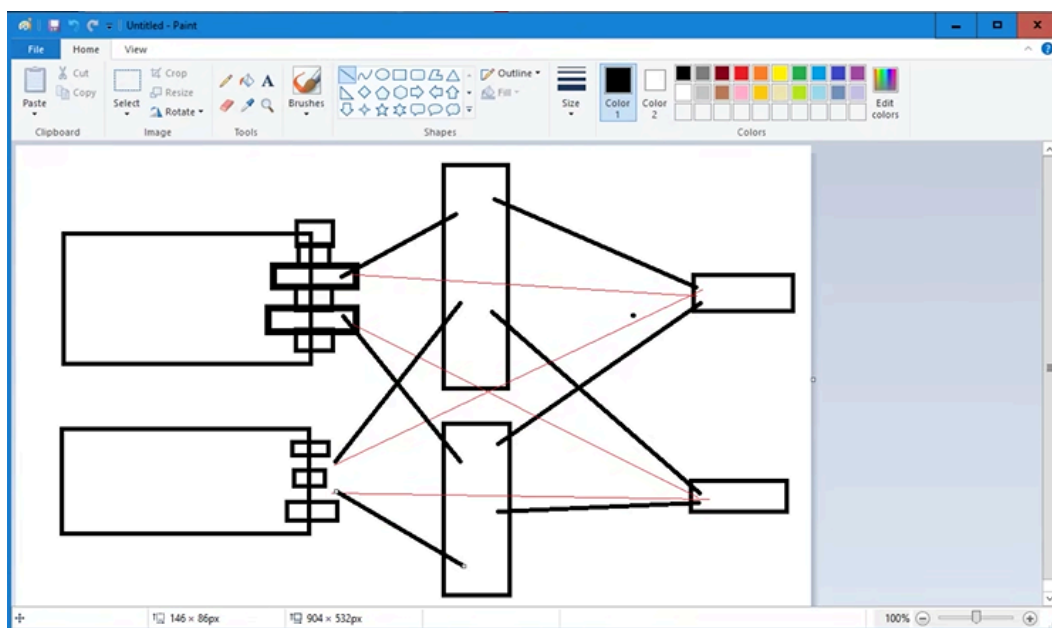 Untitled - Paint
File Home View
Cut
Copy
Paste
Clipboard
Crop
Resize
Rotate
Select
Image
A
Tools
Brushes
Outline
Fill
Shapes
Size
Color 1
Color 2
Edit colors
Colors
146 × 86px 904 × 532px 100%